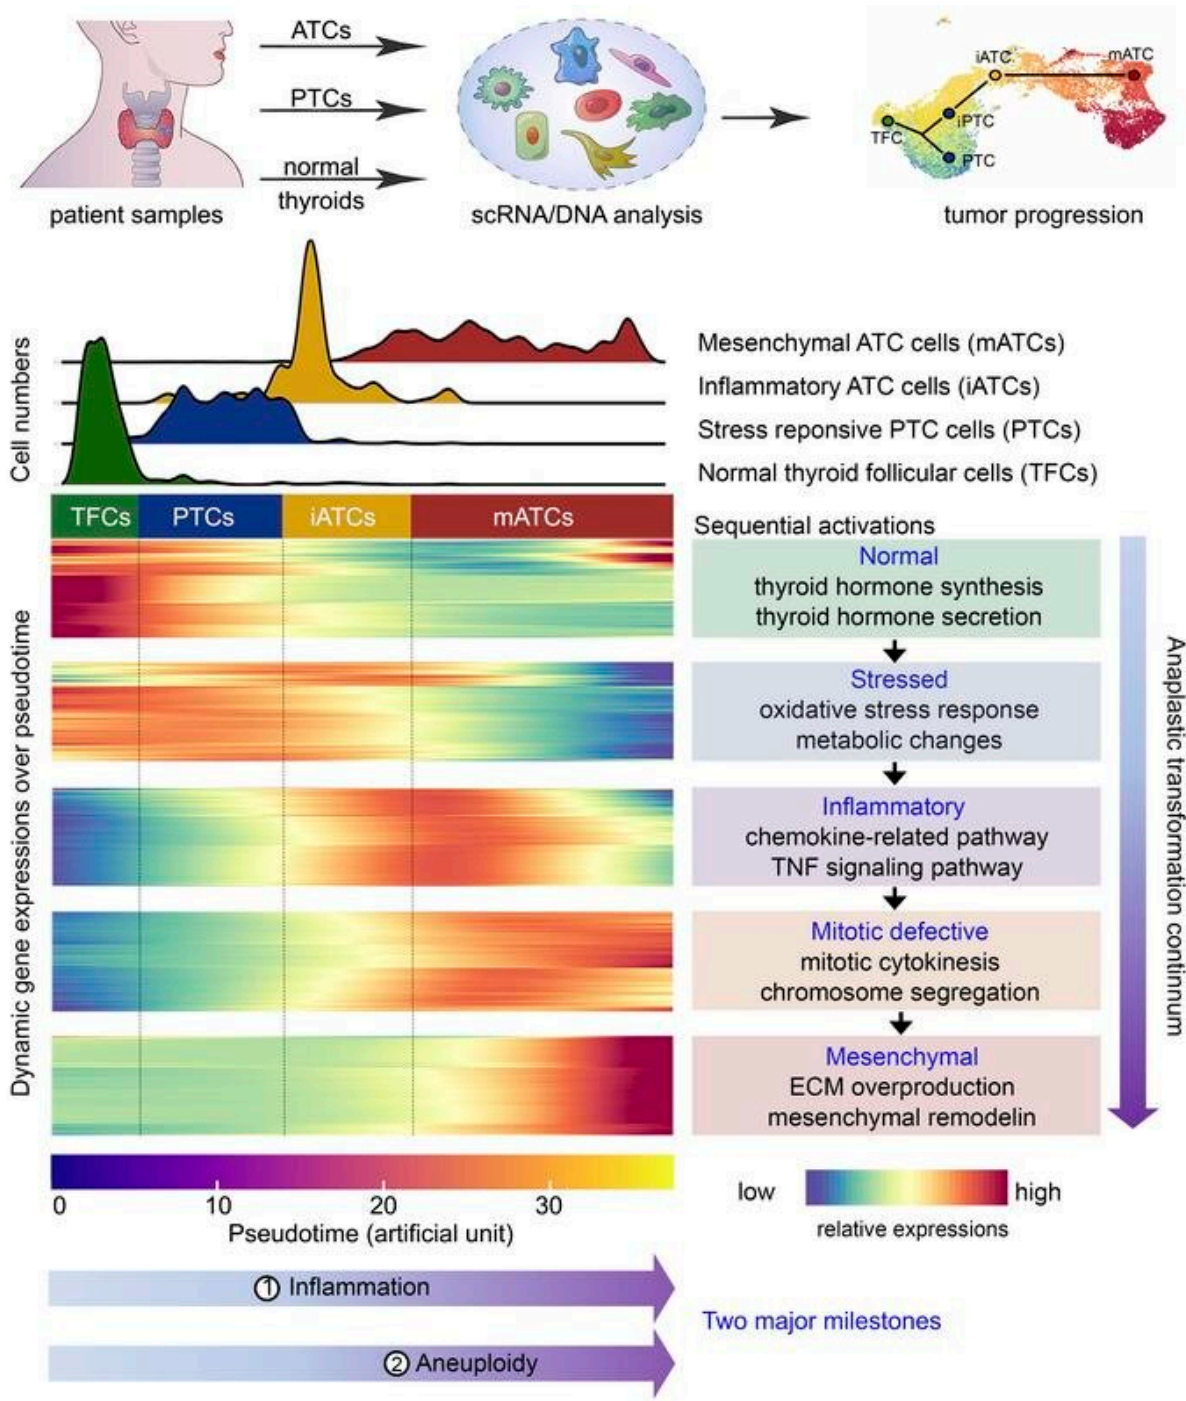 ATCs
PTCs
normal
thyroids
patient samples
scRNA/DNA analysis
iATC
mATC
TFC
iPTC
PTC
tumor progression
Cell numbers
Mesenchymal ATC cells (mATCs)
Inflammatory ATC cells (iATCs)
Stress reponsive PTC cells (PTCs)
Normal thyroid follicular cells (TFCs)
TFCs
PTCs
iATCs
mATCs
Sequential activations
Dynamic gene expressions over pseudotime
Normal
thyroid hormone synthesis
thyroid hormone secretion
Stressed
oxidative stress response
metabolic changes
Inflammatory
chemokine-related pathway
TNF signaling pathway
Mitotic defective
mitotic cytokinesis
chromosome segregation
Mesenchymal
ECM overproduction
mesenchymal remodelin
Anaplastic transformation continnum
0 10 20 30
Pseudotime (artificial unit)
low high
relative expressions
1 Inflammation
Two major milestones
2 Aneuploidy